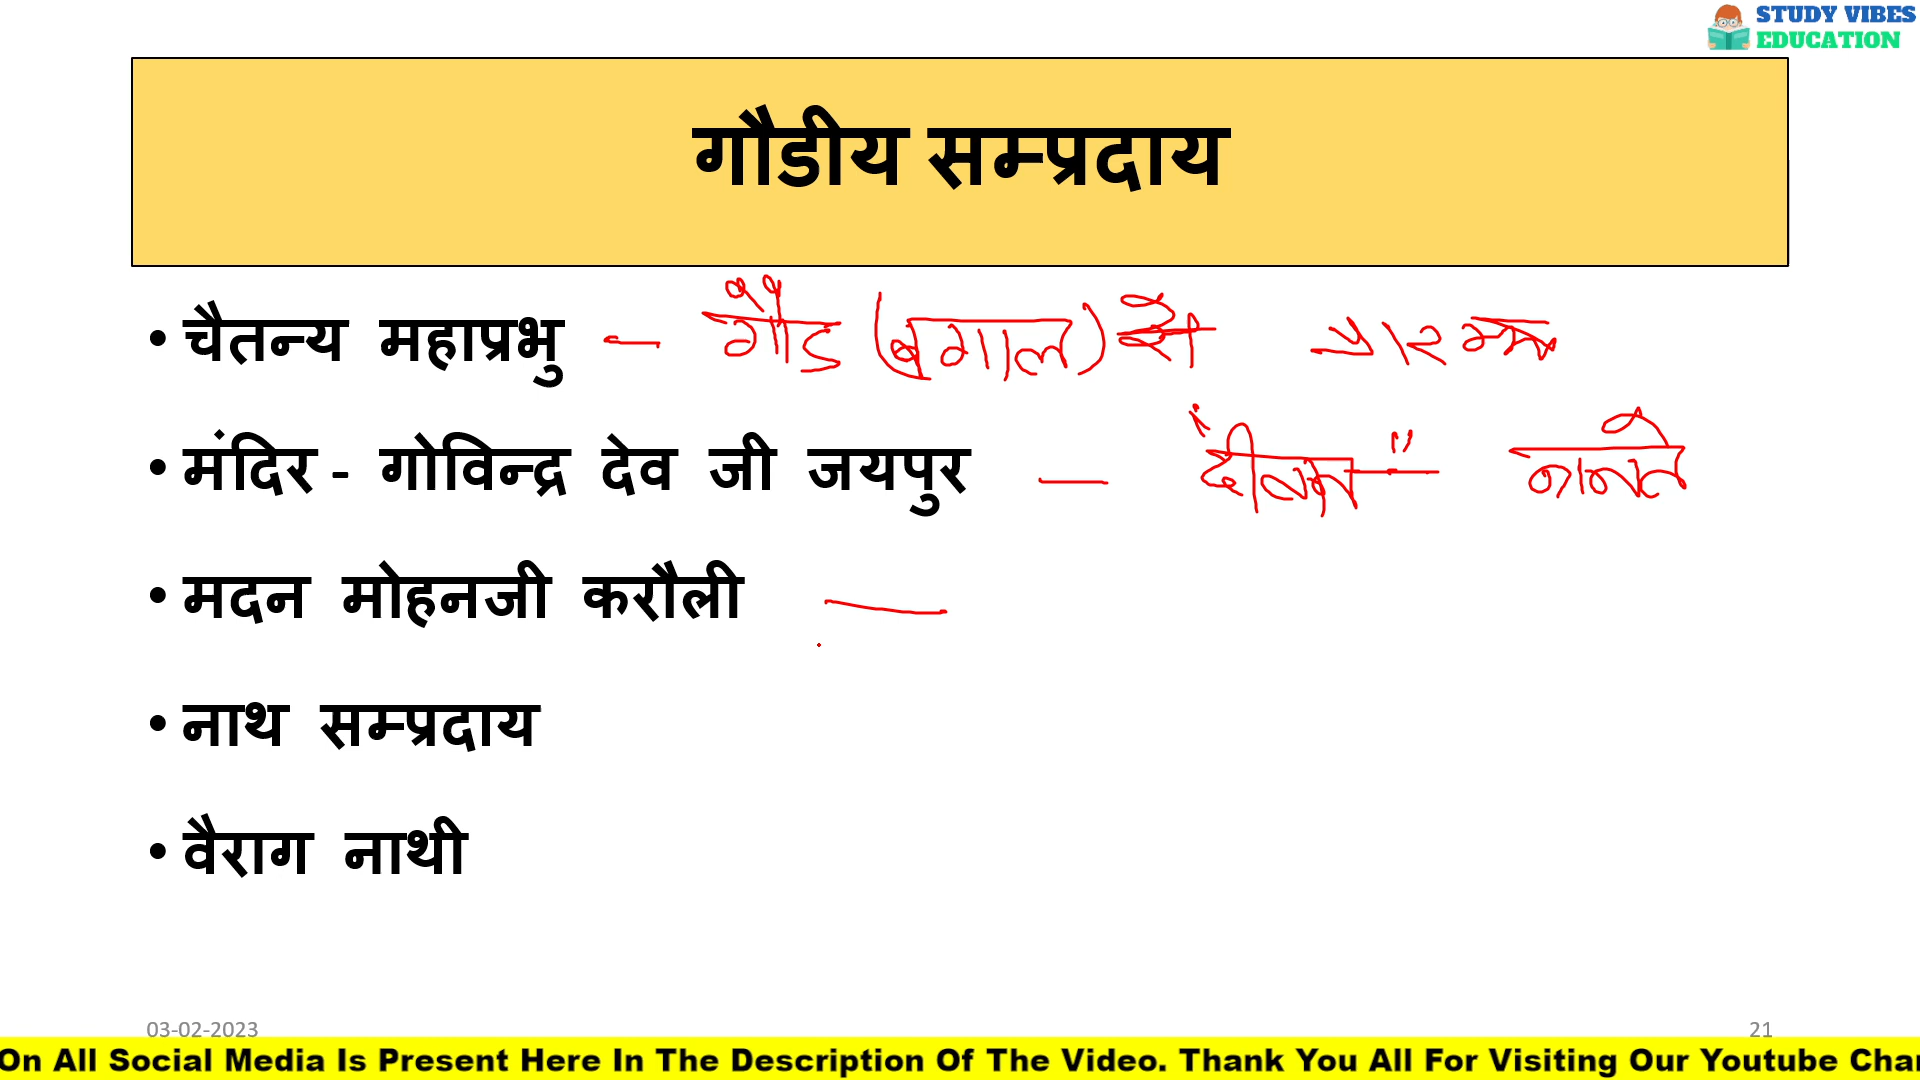 STUDY VIBES
EDUCATION
गौडीय सम्प्रदाय
• चैतन्य महाप्रभु - गौड (बगाल) से
• मंदिर - गोविन्द्र देव जी जयपुर - "दीवान"
• मदन मोहनजी करौली -
• नाथ सम्प्रदाय
• वैराग नाथी
03-02-2023
21
On All Social Media Is Present Here In The Description Of The Video. Thank You All For Visiting Our Youtube Cha